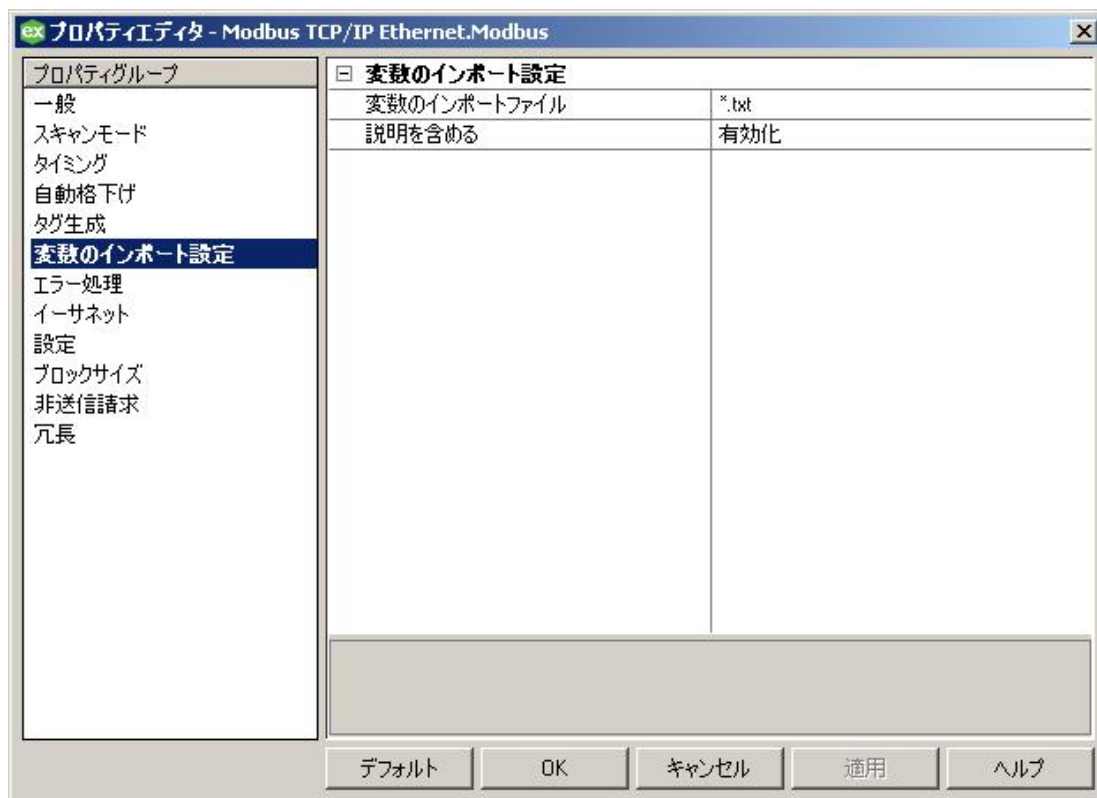 ex プロパティエディタ - Modbus TCP/IP Ethernet.Modbus
プロパティグループ
一般
スキャンモード
タイミング
自動格下げ
タグ生成
変数のインポート設定
エラー処理
イーサネット
設定
ブロックサイズ
非送信請求
冗長
変数のインポート設定
変数のインポートファイル *.txt
説明を含める 有効化
デフォルト OK キャンセル 適用 ヘルプ